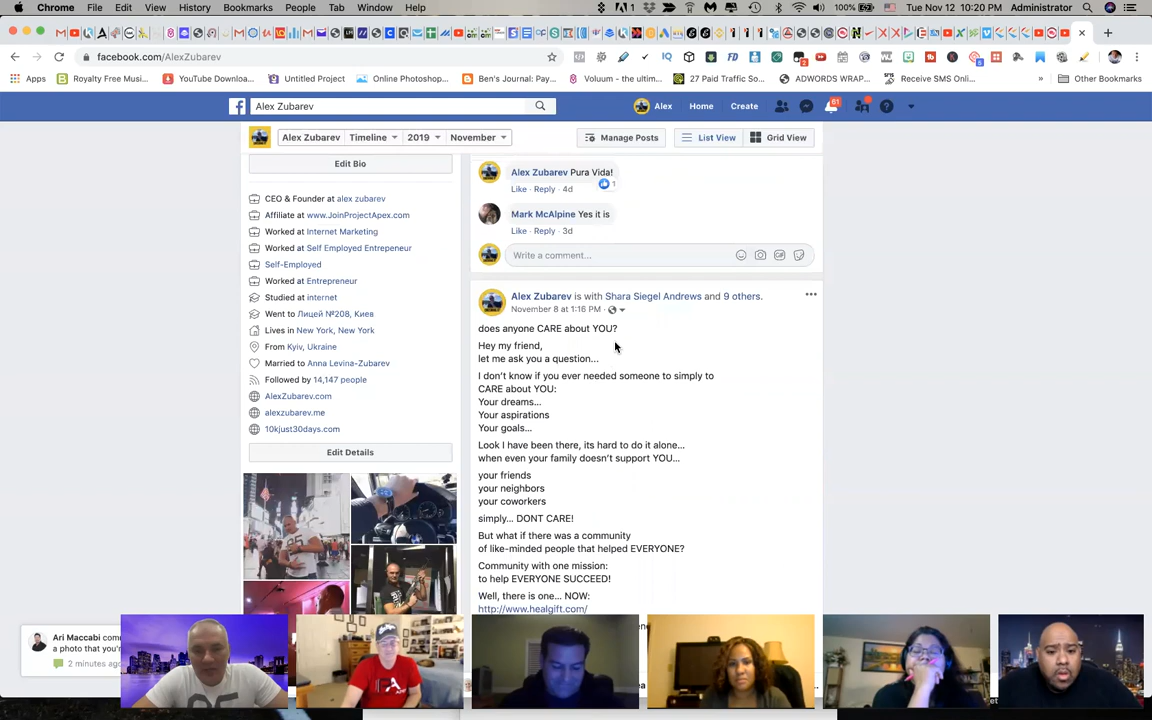 Chrome File Edit View History Bookmarks People Tab Window Help
100% Tue Nov 12 10:20 PM Administrator
facebook.com/AlexZubarev
Apps Royalty Free Musi... YouTube Downloa... Untitled Project Online Photoshop... Ben's Journal: Pay... Voluum - the ultim... 27 Paid Traffic So... ADWORDS WRAP... Receive SMS Onli... » Other Bookmarks
Alex Zubarev
Alex Home Create 61
Alex Zubarev Timeline 2019 November
Manage Posts List View Grid View
Edit Bio
CEO & Founder at alex zubarev
Affiliate at www.JoinProjectApex.com
Worked at Internet Marketing
Worked at Self Employed Entrepeneur
Self-Employed
Worked at Entrepreneur
Studied at internet
Went to Лицей №208, Киев
Lives in New York, New York
From Kyiv, Ukraine
Married to Anna Levina-Zubarev
Followed by 14,147 people
AlexZubarev.com
alexzubarev.me
10kjust30days.com
Edit Details
Alex Zubarev Pura Vida!
1
Like · Reply · 4d
Mark McAlpine Yes it is
Like · Reply · 3d
Write a comment...
Alex Zubarev is with Shara Siegel Andrews and 9 others.
November 8 at 1:16 PM ·
does anyone CARE about YOU?
Hey my friend,
let me ask you a question...
I don't know if you ever needed someone to simply to
CARE about YOU:
Your dreams...
Your aspirations
Your goals...
Look I have been there, its hard to do it alone...
when even your family doesn't support YOU...
your friends
your neighbors
your coworkers
simply... DONT CARE!
But what if there was a community
of like-minded people that helped EVERYONE?
Community with one mission:
to help EVERYONE SUCCEED!
Well, there is one... NOW:
http://www.healgift.com/
Ari Maccabi com
a photo that you'r
2 minutes ago